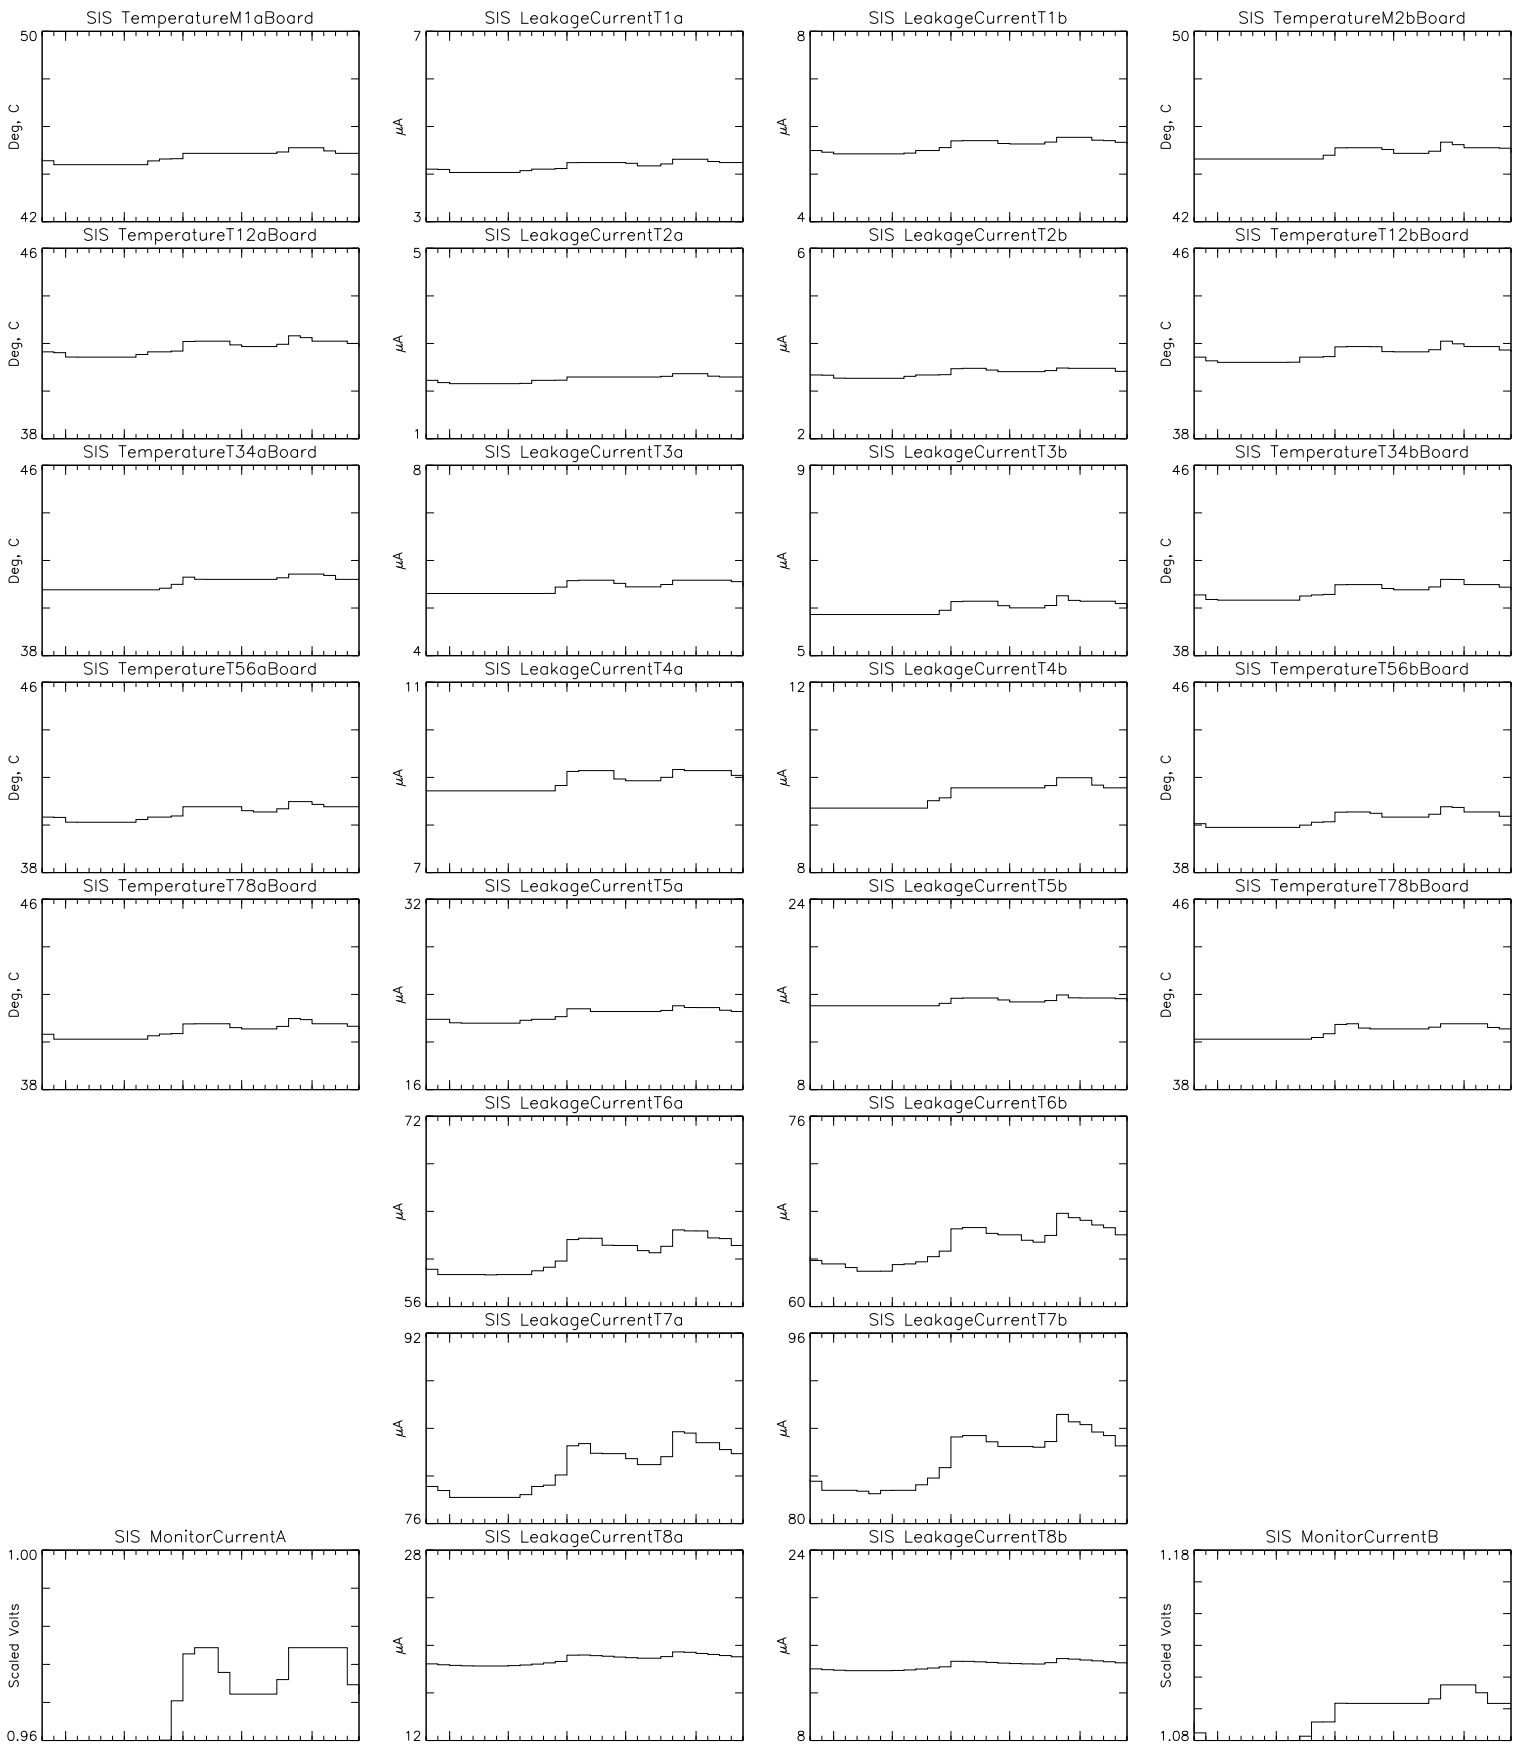 SIS TemperatureM1aBoard
50
Deg, C
42
SIS LeakageCurrentT1a
7
μA
3
SIS LeakageCurrentT1b
8
μA
4
SIS TemperatureM2bBoard
50
Deg, C
42
SIS TemperatureT12aBoard
46
Deg, C
38
SIS LeakageCurrentT2a
5
μA
1
SIS LeakageCurrentT2b
6
μA
2
SIS TemperatureT12bBoard
46
Deg, C
38
SIS TemperatureT34aBoard
46
Deg, C
38
SIS LeakageCurrentT3a
8
μA
4
SIS LeakageCurrentT3b
9
μA
5
SIS TemperatureT34bBoard
46
Deg, C
38
SIS TemperatureT56aBoard
46
Deg, C
38
SIS LeakageCurrentT4a
11
μA
7
SIS LeakageCurrentT4b
12
μA
8
SIS TemperatureT56bBoard
46
Deg, C
38
SIS TemperatureT78aBoard
46
Deg, C
38
SIS LeakageCurrentT5a
32
μA
16
SIS LeakageCurrentT5b
24
μA
8
SIS TemperatureT78bBoard
46
Deg, C
38
SIS LeakageCurrentT6a
72
μA
56
SIS LeakageCurrentT6b
76
μA
60
SIS LeakageCurrentT7a
92
μA
76
SIS LeakageCurrentT7b
96
μA
80
SIS MonitorCurrentA
1.00
Scaled Volts
0.96
SIS LeakageCurrentT8a
28
μA
12
SIS LeakageCurrentT8b
24
μA
8
SIS MonitorCurrentB
1.18
Scaled Volts
1.08